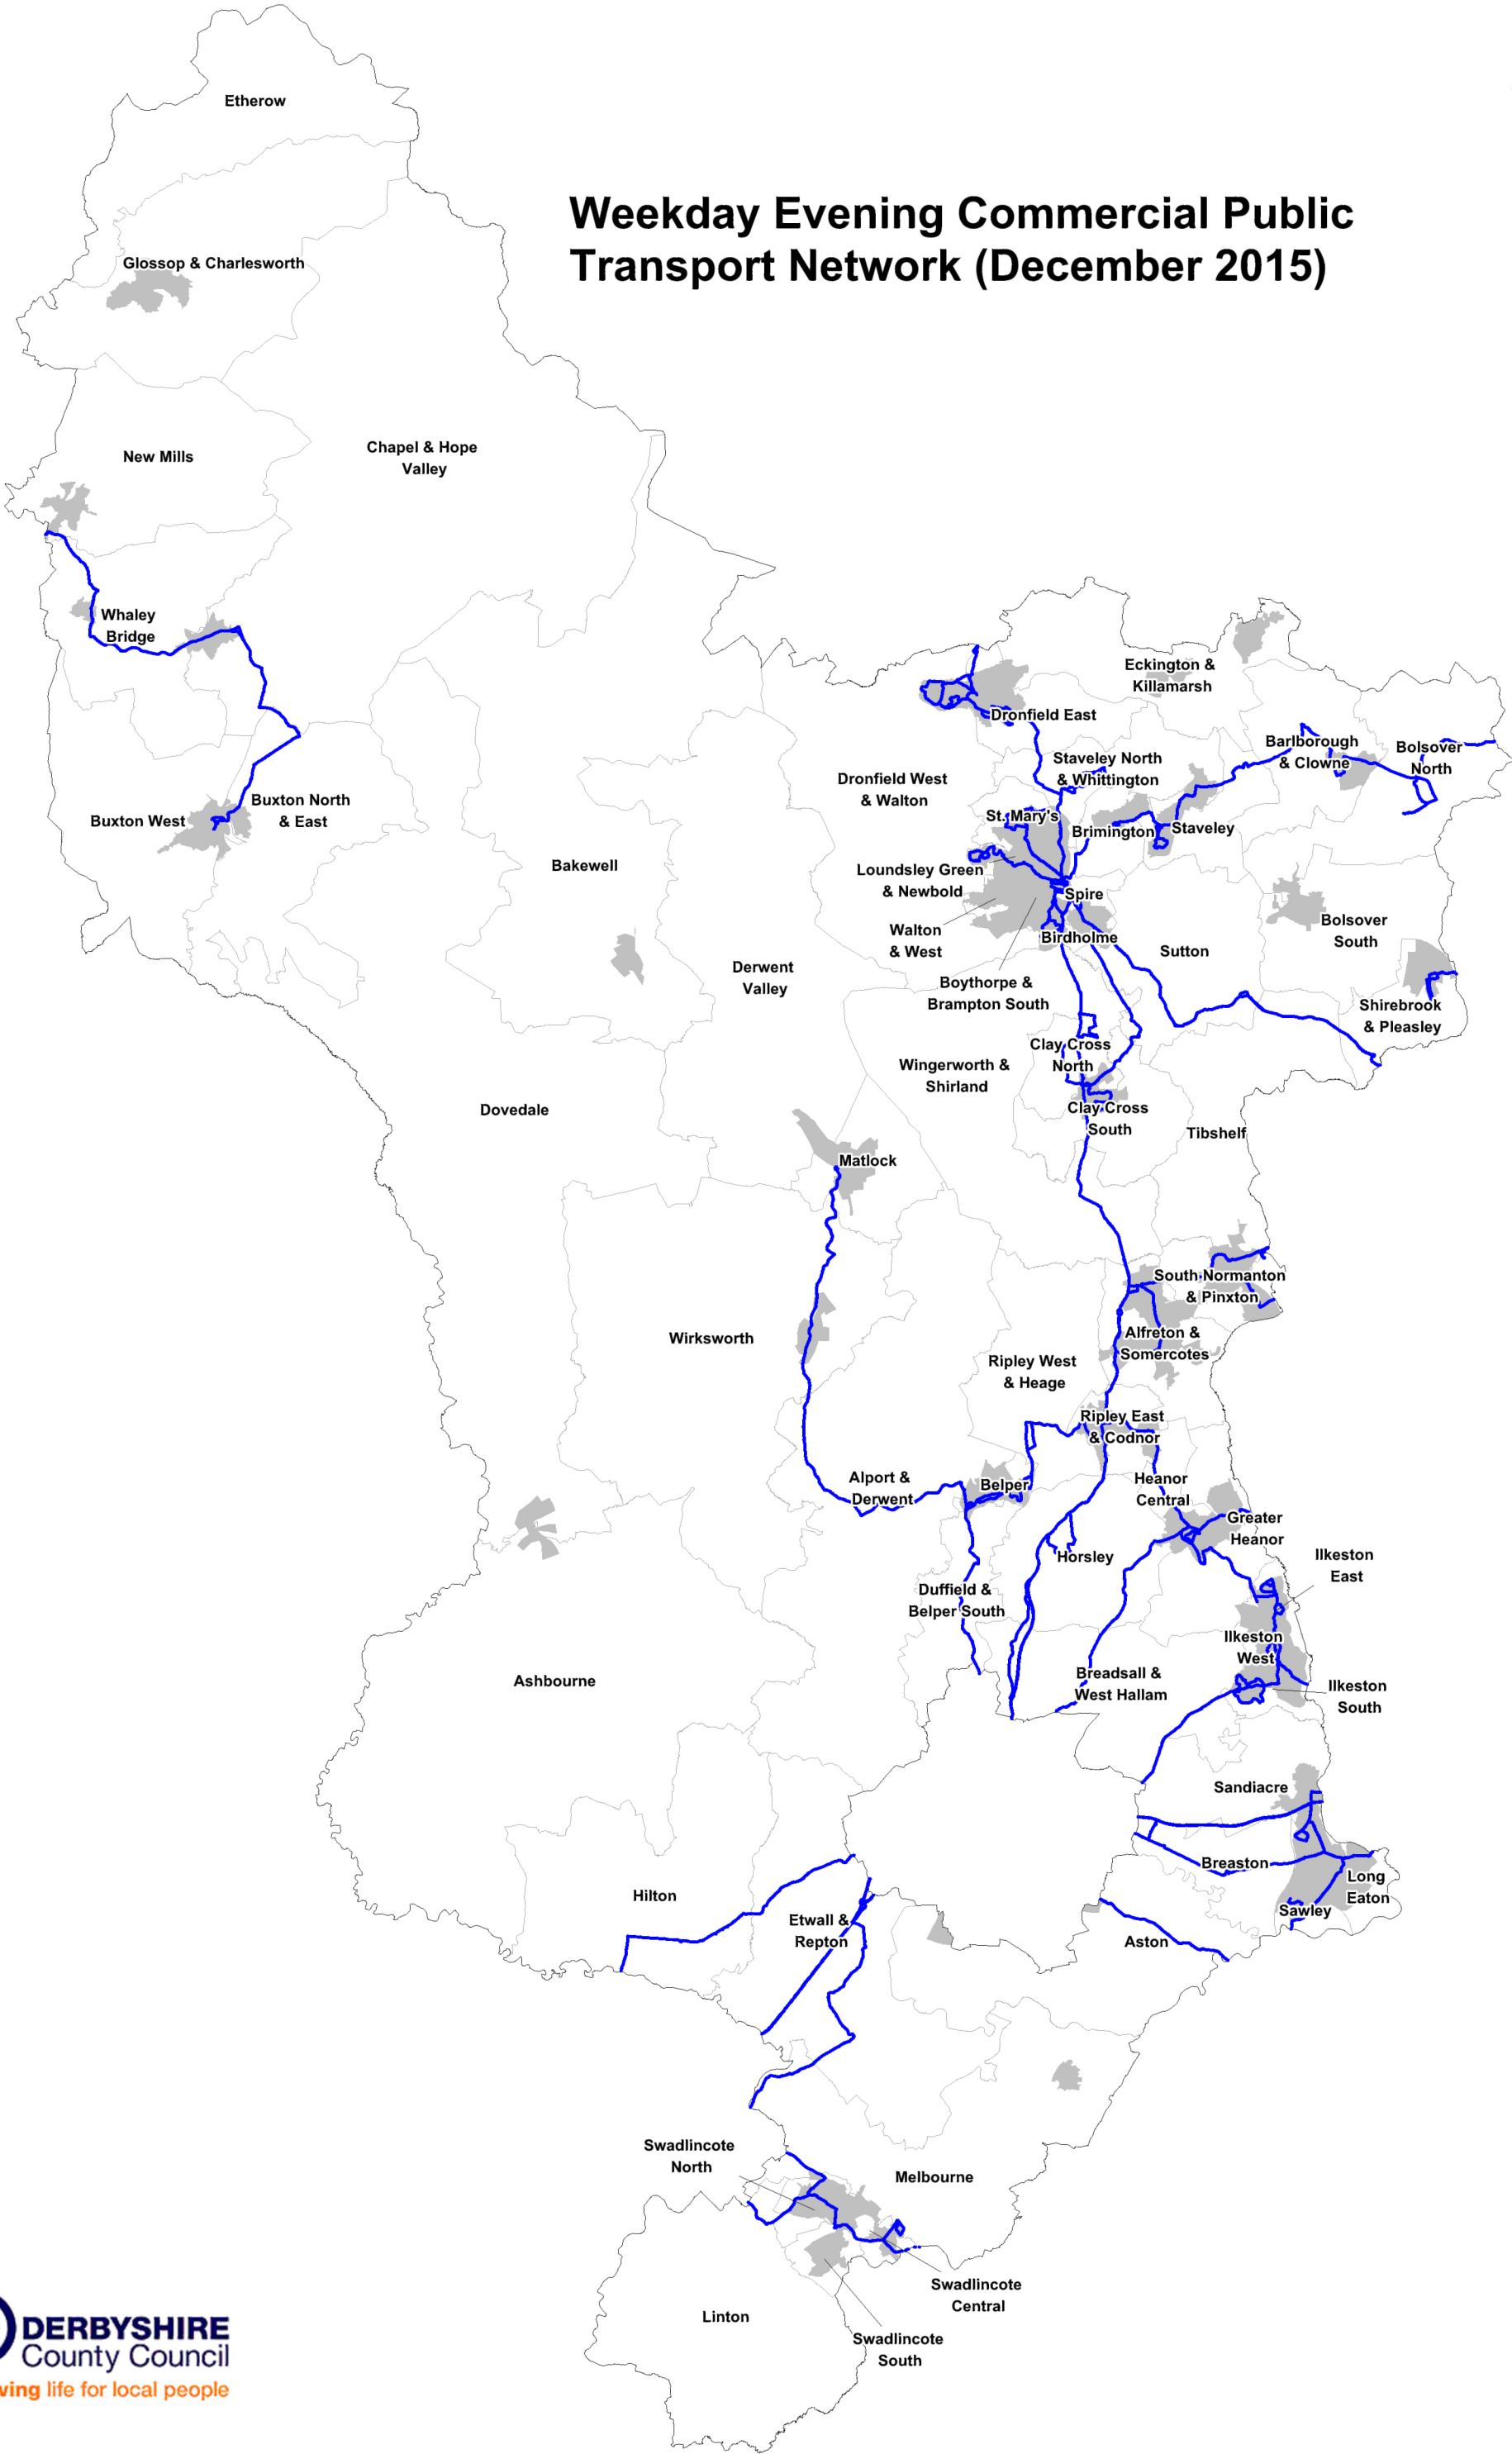 Weekday Evening Commercial Public
Transport Network (December 2015)
Etherow
Glossop & Charlesworth
New Mills
Chapel & Hope
Valley
Whaley
Bridge
Buxton West
Buxton North
& East
Bakewell
Derwent
Valley
Dovedale
Dronfield East
Dronfield West
& Walton
Eckington &
Killamarsh
Staveley North
& Whittington
Barlborough
& Clowne
Bolsover
North
St. Mary's
Brimington
Staveley
Loundsley Green
& Newbold
Spire
Walton
& West
Birdholme
Boythorpe &
Brampton South
Sutton
Bolsover
South
Shirebrook
& Pleasley
Clay Cross
North
Wingerworth &
Shirland
Clay Cross
South
Tibshelf
Matlock
South Normanton
& Pinxton
Alfreton &
Somercotes
Wirksworth
Ripley West
& Heage
Ripley East
& Codnor
Alport &
Derwent
Belper
Heanor
Central
Greater
Heanor
Horsley
Ilkeston
East
Duffield &
Belper South
Ilkeston
West
Ashbourne
Breadsall &
West Hallam
Ilkeston
South
Sandiacre
Breaston
Long
Eaton
Sawley
Hilton
Etwall &
Repton
Aston
Swadlincote
North
Melbourne
Swadlincote
Central
Linton
Swadlincote
South
DERBYSHIRE
County Council
ving life for local people